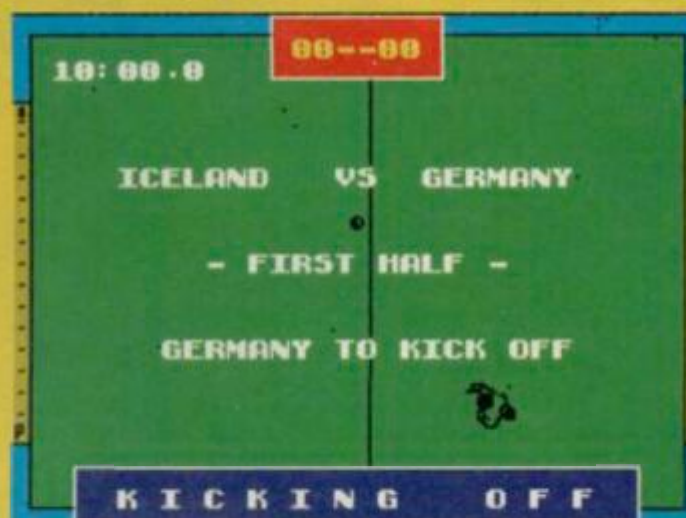 00--00
10:00.0
ICELAND VS GERMANY
- FIRST HALF -
GERMANY TO KICK OFF
KICKING OFF